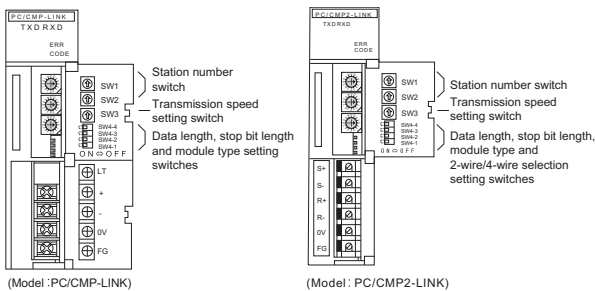 PC/CMP-LINK
TXD RXD
ERR
CODE
SW1
SW2
SW3
SW4-4
SW4-3
SW4-2
SW4-1
ON ⇔ OFF
LT
+
-
0V
FG
Station number
switch
Transmission speed
setting switch
Data length, stop bit length
and module type setting
switches
(Model : PC/CMP-LINK)
PC/CMP2-LINK
TXD RXD
ERR
CODE
SW1
SW2
SW3
SW4-4
SW4-3
SW4-2
SW4-1
ON ⇔ OFF
S+
S-
R+
R-
0V
FG
Station number switch
Transmission speed
setting switch
Data length, stop bit length,
module type and
2-wire/4-wire selection
setting switches
(Model : PC/CMP2-LINK)